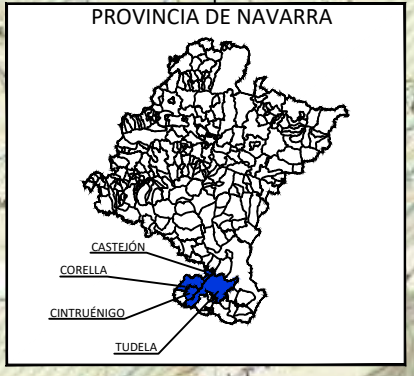 PROVINCIA DE NAVARRA
CASTEJÓN
CORELLA
CINTRUÉNIGO
TUDELA